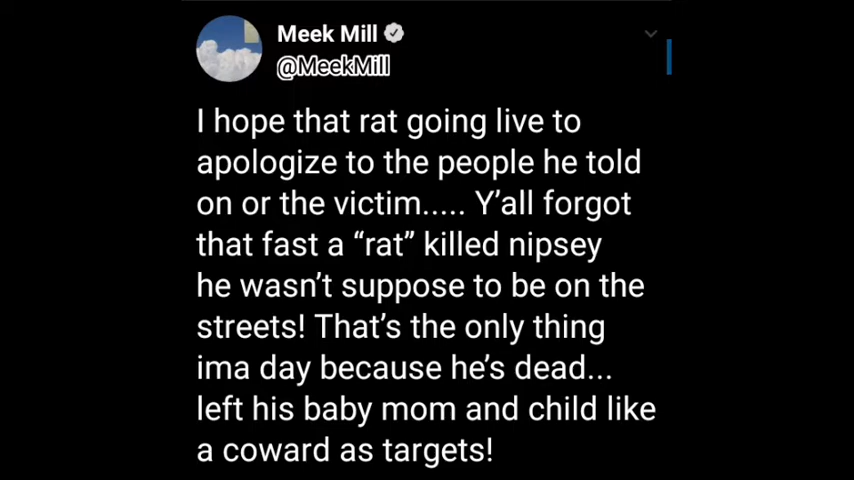 Meek Mill
@MeekMill
I hope that rat going live to
apologize to the people he told
on or the victim..... Y'all forgot
that fast a “rat” killed nipsey
he wasn't suppose to be on the
streets! That's the only thing
ima day because he's dead...
left his baby mom and child like
a coward as targets!